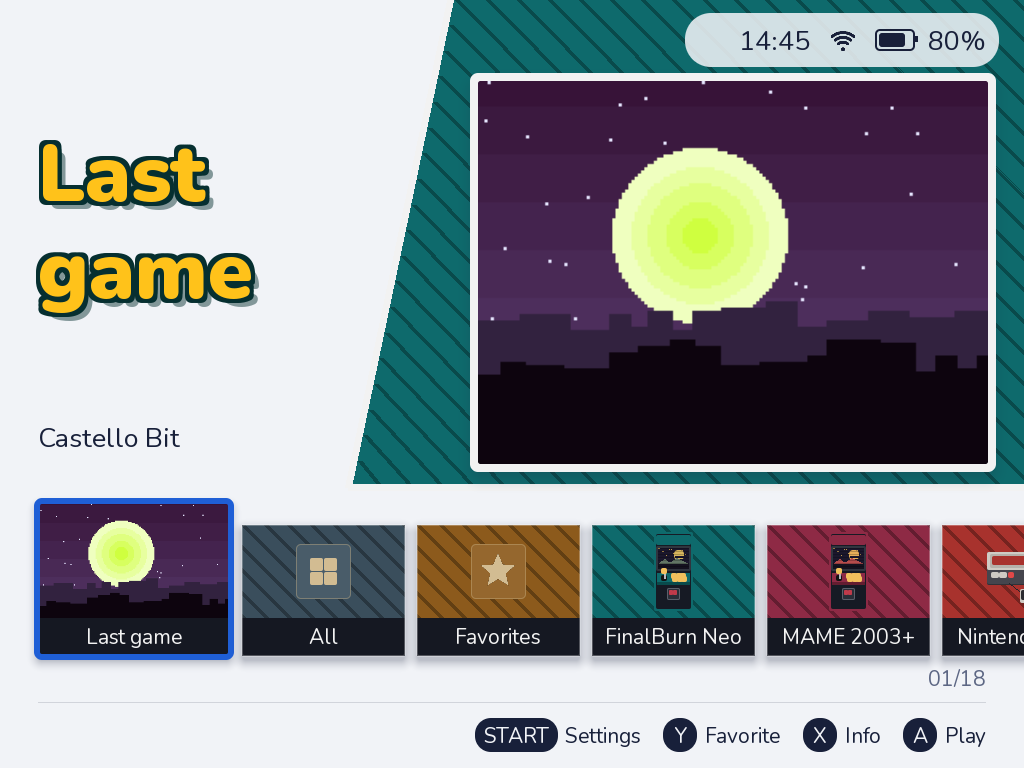 14:45 80%
Last
game
Castello Bit
Last game
All
Favorites
FinalBurn Neo
MAME 2003+
01/18
START Settings
Y Favorite
X Info
A Play